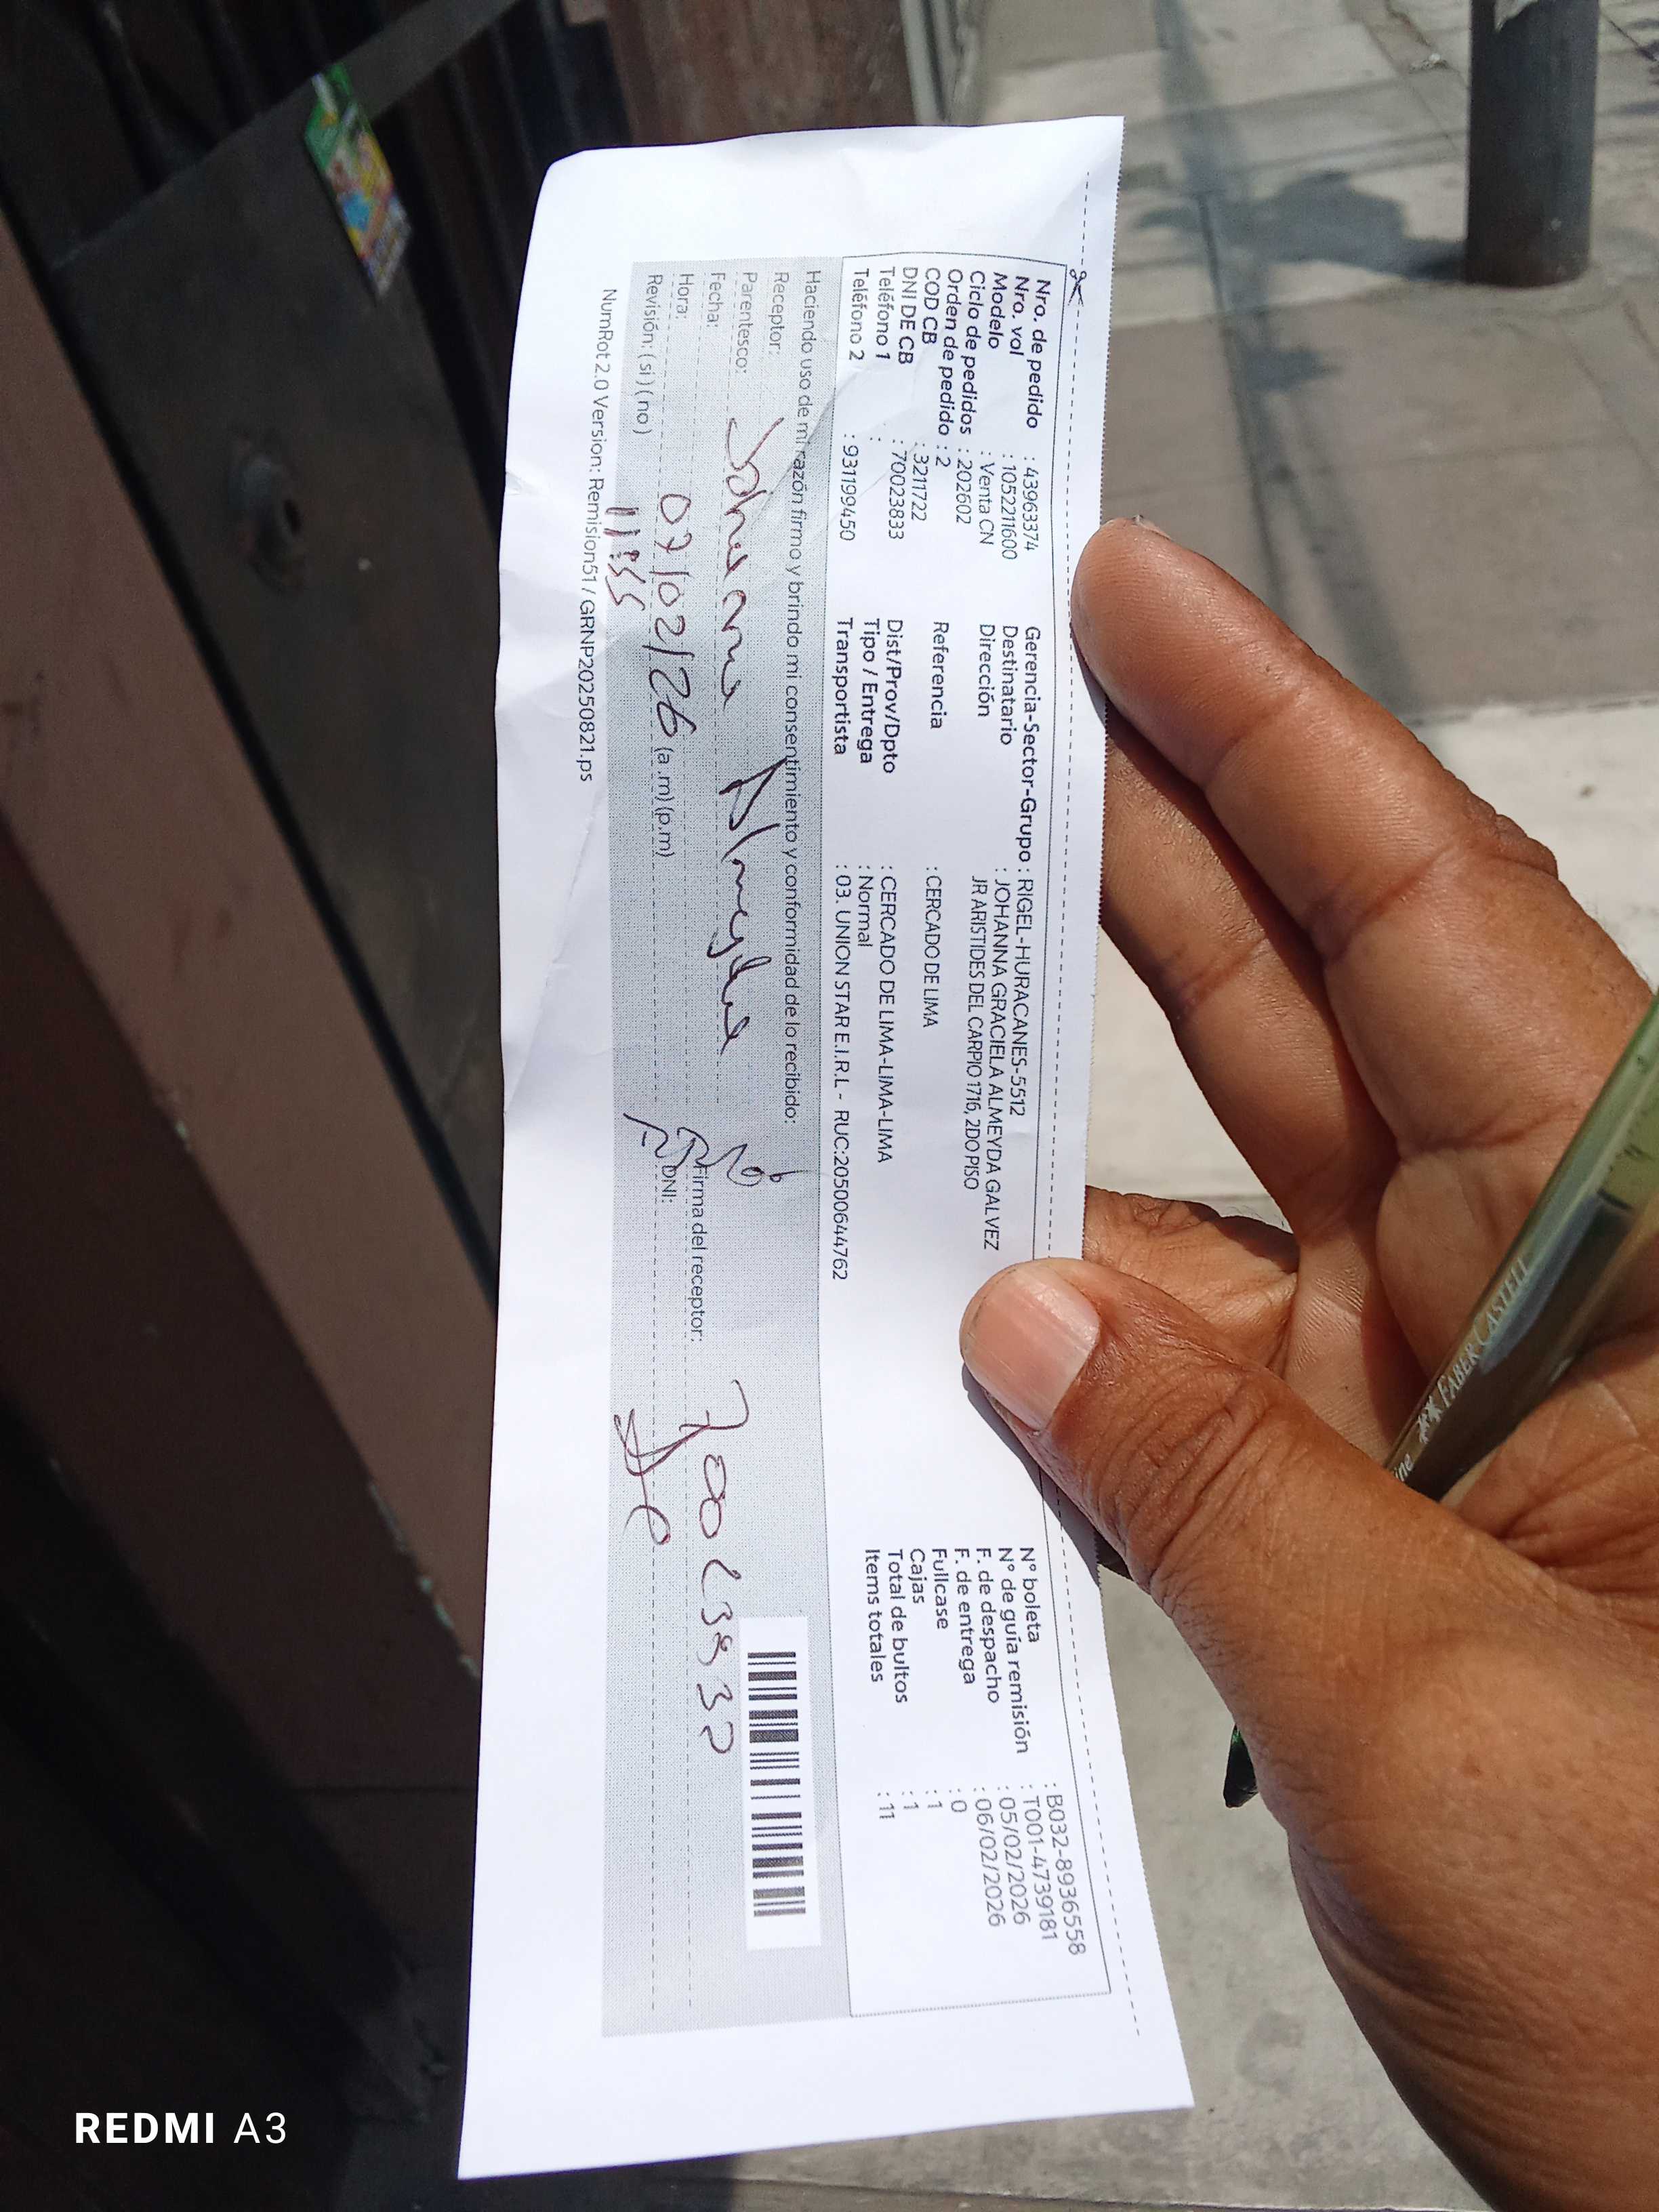 Nro. de pedido : 43963374
Nro. vol : 1052211600
Modelo : Venta CN
Ciclo de pedidos : 202602
Orden de pedido : 2
COD CB : 3211722
DNI DE CB : 70023833
Teléfono 1 :
Teléfono 2 : 931199450
Gerencia-Sector-Grupo : RIGEL-HURACANES-5512
Destinatario : JOHANNA GRACIELA ALMEYDA GALVEZ
Dirección JR ARISTIDES DEL CARPIO 1716, 2DO PISO
Referencia : CERCADO DE LIMA
Dist/Prov/Dpto : CERCADO DE LIMA-LIMA-LIMA
Tipo / Entrega : Normal
Transportista : 03. UNION STAR E.I.R.L - RUC:20500644762
N° boleta : B032-8936558
N° de guía remisión : T001-4739181
F. de despacho : 05/02/2026
F. de entrega : 06/02/2026
Fullcase : 0
Cajas : 1
Total de bultos : 1
Items totales : 11
Haciendo uso de mi razón firmo y brindo mi consentimiento y conformidad de lo recibido:
Receptor:
Parentesco: Almeyda
Fecha: 07/02/26
Hora: 11:55 (a.m) (p.m)
Revisión: (si) (no)
Firma del receptor:
DNI:
NumRot 2.0 Version: Remision51 / GRNP20250821.ps
FABER CASTELL
ine
REDMI A3